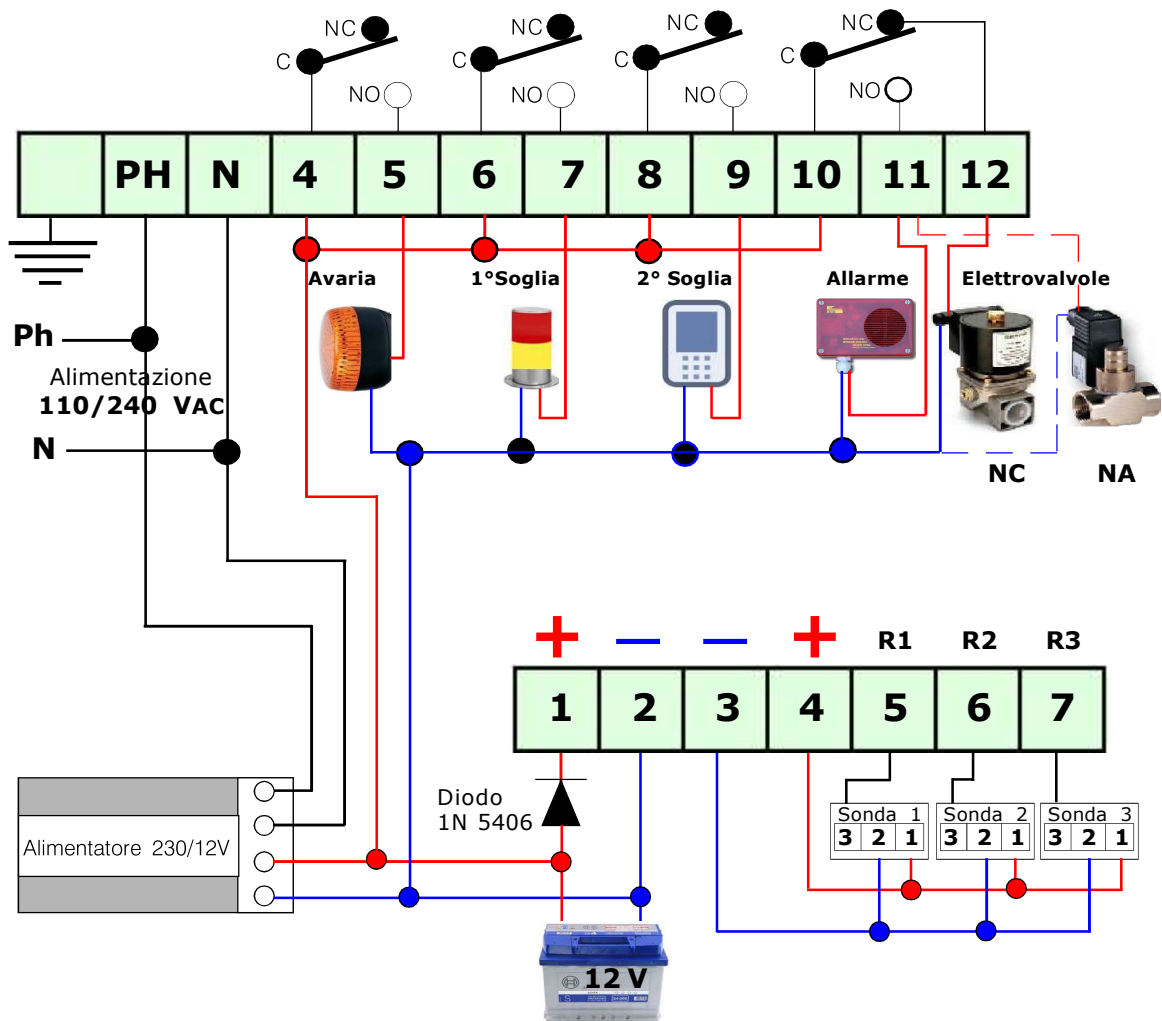 NC NC NC NC
C C C C
NO NO NO NO
PH N 4 5 6 7 8 9 10 11 12
Avaria 1°Soglia 2° Soglia Allarme Elettrovalvole
Ph
Alimentazione
110/240 VAC
N
NC NA
+ − − + R1 R2 R3
1 2 3 4 5 6 7
Diodo
1N 5406
Sonda 1 Sonda 2 Sonda 3
3 2 1 3 2 1 3 2 1
Alimentatore 230/12V
12 V